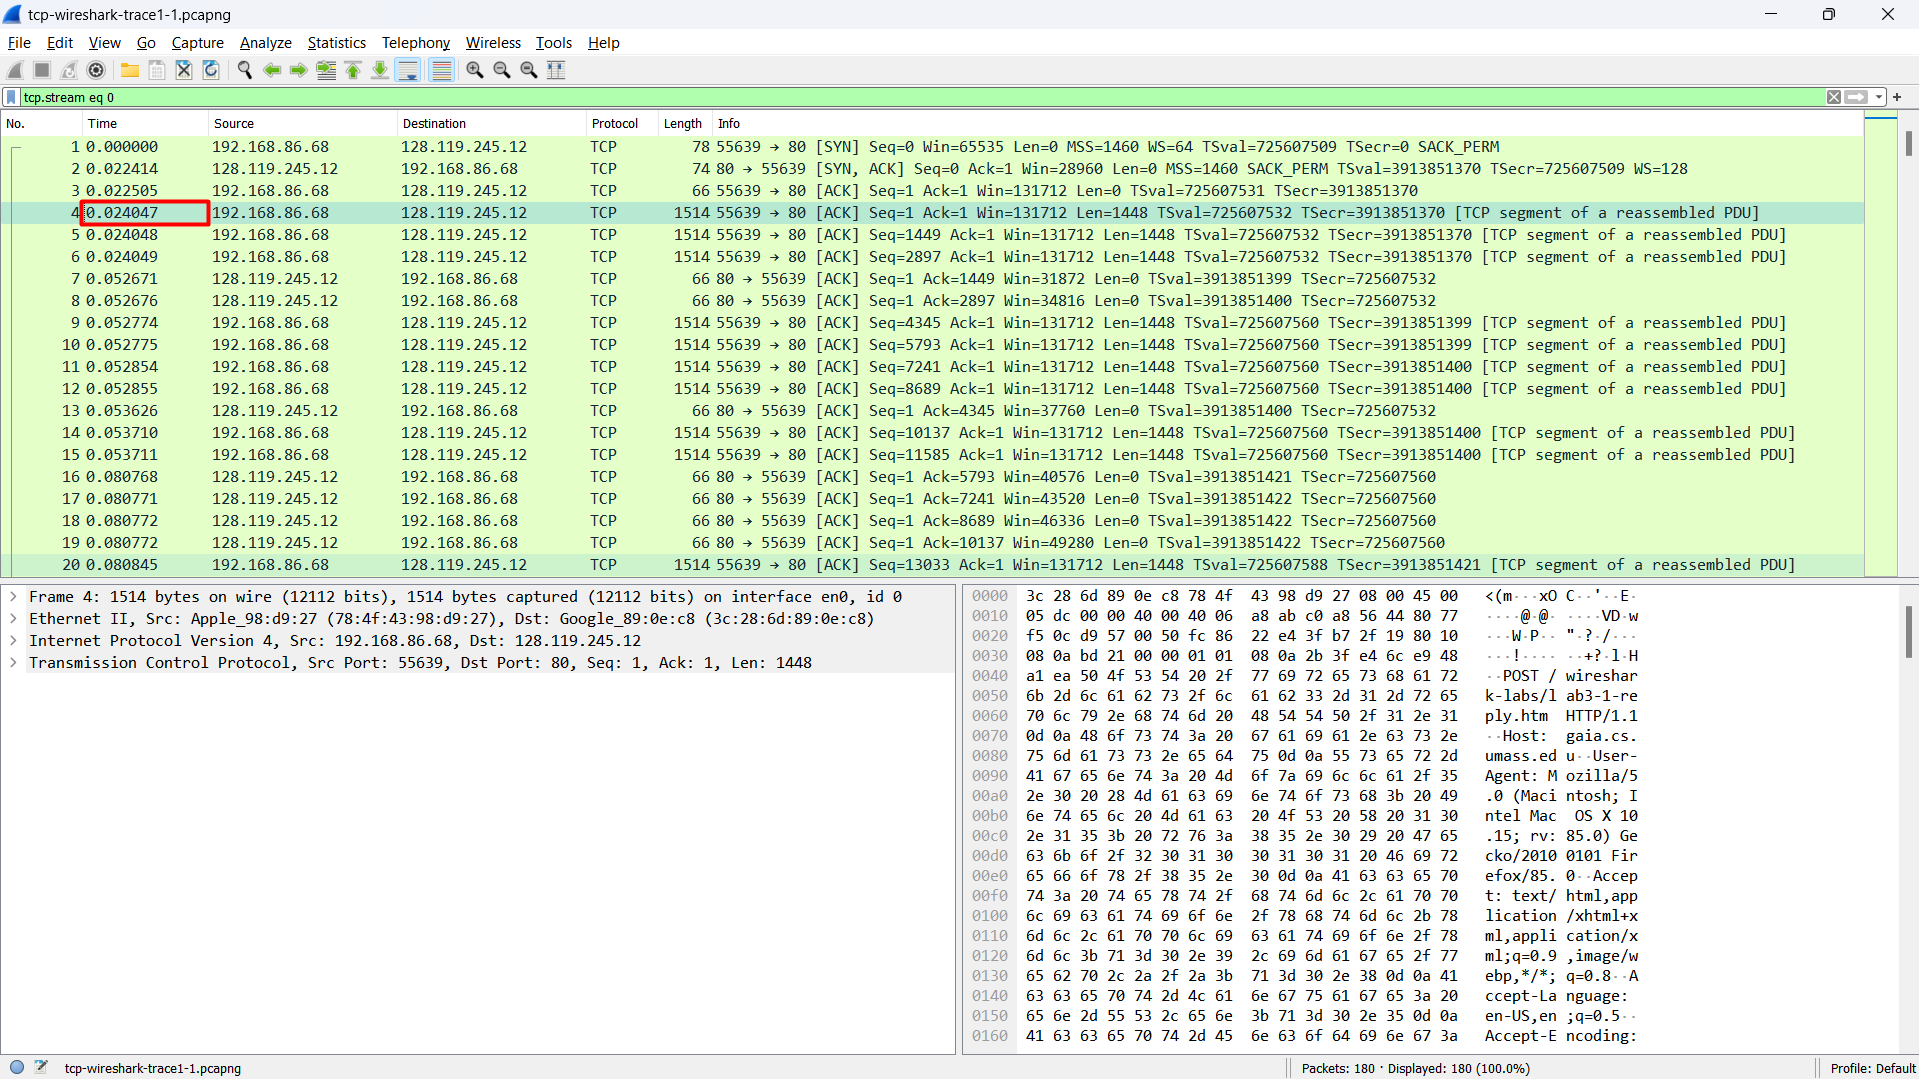 tcp-wireshark-trace1-1.pcapng
File Edit View Go Capture Analyze Statistics Telephony Wireless Tools Help
tcp.stream eq 0
No. Time Source Destination Protocol Length Info
1 0.000000 192.168.86.68 128.119.245.12 TCP 78 55639 → 80 [SYN] Seq=0 Win=65535 Len=0 MSS=1460 WS=64 TSval=725607509 TSecr=0 SACK_PERM
2 0.022414 128.119.245.12 192.168.86.68 TCP 74 80 → 55639 [SYN, ACK] Seq=0 Ack=1 Win=28960 Len=0 MSS=1460 SACK_PERM TSval=3913851370 TSecr=725607509 WS=128
3 0.022505 192.168.86.68 128.119.245.12 TCP 66 55639 → 80 [ACK] Seq=1 Ack=1 Win=131712 Len=0 TSval=725607531 TSecr=3913851370
4 0.024047 192.168.86.68 128.119.245.12 TCP 1514 55639 → 80 [ACK] Seq=1 Ack=1 Win=131712 Len=1448 TSval=725607532 TSecr=3913851370 [TCP segment of a reassembled PDU]
5 0.024048 192.168.86.68 128.119.245.12 TCP 1514 55639 → 80 [ACK] Seq=1449 Ack=1 Win=131712 Len=1448 TSval=725607532 TSecr=3913851370 [TCP segment of a reassembled PDU]
6 0.024049 192.168.86.68 128.119.245.12 TCP 1514 55639 → 80 [ACK] Seq=2897 Ack=1 Win=131712 Len=1448 TSval=725607532 TSecr=3913851370 [TCP segment of a reassembled PDU]
7 0.052671 128.119.245.12 192.168.86.68 TCP 66 80 → 55639 [ACK] Seq=1 Ack=1449 Win=31872 Len=0 TSval=3913851399 TSecr=725607532
8 0.052676 128.119.245.12 192.168.86.68 TCP 66 80 → 55639 [ACK] Seq=1 Ack=2897 Win=34816 Len=0 TSval=3913851400 TSecr=725607532
9 0.052774 192.168.86.68 128.119.245.12 TCP 1514 55639 → 80 [ACK] Seq=4345 Ack=1 Win=131712 Len=1448 TSval=725607560 TSecr=3913851399 [TCP segment of a reassembled PDU]
10 0.052775 192.168.86.68 128.119.245.12 TCP 1514 55639 → 80 [ACK] Seq=5793 Ack=1 Win=131712 Len=1448 TSval=725607560 TSecr=3913851399 [TCP segment of a reassembled PDU]
11 0.052854 192.168.86.68 128.119.245.12 TCP 1514 55639 → 80 [ACK] Seq=7241 Ack=1 Win=131712 Len=1448 TSval=725607560 TSecr=3913851400 [TCP segment of a reassembled PDU]
12 0.052855 192.168.86.68 128.119.245.12 TCP 1514 55639 → 80 [ACK] Seq=8689 Ack=1 Win=131712 Len=1448 TSval=725607560 TSecr=3913851400 [TCP segment of a reassembled PDU]
13 0.053626 128.119.245.12 192.168.86.68 TCP 66 80 → 55639 [ACK] Seq=1 Ack=4345 Win=37760 Len=0 TSval=3913851400 TSecr=725607532
14 0.053710 192.168.86.68 128.119.245.12 TCP 1514 55639 → 80 [ACK] Seq=10137 Ack=1 Win=131712 Len=1448 TSval=725607560 TSecr=3913851400 [TCP segment of a reassembled PDU]
15 0.053711 192.168.86.68 128.119.245.12 TCP 1514 55639 → 80 [ACK] Seq=11585 Ack=1 Win=131712 Len=1448 TSval=725607560 TSecr=3913851400 [TCP segment of a reassembled PDU]
16 0.080768 128.119.245.12 192.168.86.68 TCP 66 80 → 55639 [ACK] Seq=1 Ack=5793 Win=40576 Len=0 TSval=3913851421 TSecr=725607560
17 0.080771 128.119.245.12 192.168.86.68 TCP 66 80 → 55639 [ACK] Seq=1 Ack=7241 Win=43520 Len=0 TSval=3913851422 TSecr=725607560
18 0.080772 128.119.245.12 192.168.86.68 TCP 66 80 → 55639 [ACK] Seq=1 Ack=8689 Win=46336 Len=0 TSval=3913851422 TSecr=725607560
19 0.080772 128.119.245.12 192.168.86.68 TCP 66 80 → 55639 [ACK] Seq=1 Ack=10137 Win=49280 Len=0 TSval=3913851422 TSecr=725607560
20 0.080845 192.168.86.68 128.119.245.12 TCP 1514 55639 → 80 [ACK] Seq=13033 Ack=1 Win=131712 Len=1448 TSval=725607588 TSecr=3913851421 [TCP segment of a reassembled PDU]
Frame 4: 1514 bytes on wire (12112 bits), 1514 bytes captured (12112 bits) on interface en0, id 0
Ethernet II, Src: Apple_98:d9:27 (78:4f:43:98:d9:27), Dst: Google_89:0e:c8 (3c:28:6d:89:0e:c8)
Internet Protocol Version 4, Src: 192.168.86.68, Dst: 128.119.245.12
Transmission Control Protocol, Src Port: 55639, Dst Port: 80, Seq: 1, Ack: 1, Len: 1448
0000 3c 28 6d 89 0e c8 78 4f 43 98 d9 27 08 00 45 00 <(m···xO C··'··E·
0010 05 dc 00 00 40 00 40 06 a8 ab c0 a8 56 44 80 77 ····@·@· ····VD·w
0020 f5 0c d9 57 00 50 fc 86 22 e4 3f b7 2f 19 80 10 ···W·P·· "·?·/···
0030 08 0a bd 21 00 00 01 01 08 0a 2b 3f e4 6c e9 48 ···!···· ··+?·l·H
0040 a1 ea 50 4f 53 54 20 2f 77 69 72 65 73 68 61 72 ··POST / wireshar
0050 6b 2d 6c 61 62 73 2f 6c 61 62 33 2d 31 2d 72 65 k-labs/l ab3-1-re
0060 70 6c 79 2e 68 74 6d 20 48 54 54 50 2f 31 2e 31 ply.htm HTTP/1.1
0070 0d 0a 48 6f 73 74 3a 20 67 61 69 61 2e 63 73 2e ··Host: gaia.cs.
0080 75 6d 61 73 73 2e 65 64 75 0d 0a 55 73 65 72 2d umass.ed u··User-
0090 41 67 65 6e 74 3a 20 4d 6f 7a 69 6c 6c 61 2f 35 Agent: M ozilla/5
00a0 2e 30 20 28 4d 61 63 69 6e 74 6f 73 68 3b 20 49 .0 (Maci ntosh; I
00b0 6e 74 65 6c 20 4d 61 63 20 4f 53 20 58 20 31 30 ntel Mac OS X 10
00c0 2e 31 35 3b 20 72 76 3a 38 35 2e 30 29 20 47 65 .15; rv: 85.0) Ge
00d0 63 6b 6f 2f 32 30 31 30 30 31 30 31 20 46 69 72 cko/2010 0101 Fir
00e0 65 66 6f 78 2f 38 35 2e 30 0d 0a 41 63 63 65 70 efox/85. 0··Accep
00f0 74 3a 20 74 65 78 74 2f 68 74 6d 6c 2c 61 70 70 t: text/ html,app
0100 6c 69 63 61 74 69 6f 6e 2f 78 68 74 6d 6c 2b 78 lication /xhtml+x
0110 6d 6c 2c 61 70 70 6c 69 63 61 74 69 6f 6e 2f 78 ml,appli cation/x
0120 6d 6c 3b 71 3d 30 2e 39 2c 69 6d 61 67 65 2f 77 ml;q=0.9 ,image/w
0130 65 62 70 2c 2a 2f 2a 3b 71 3d 30 2e 38 0d 0a 41 ebp,*/*; q=0.8··A
0140 63 63 65 70 74 2d 4c 61 6e 67 75 61 67 65 3a 20 ccept-La nguage:
0150 65 6e 2d 55 53 2c 65 6e 3b 71 3d 30 2e 35 0d 0a en-US,en ;q=0.5··
0160 41 63 63 65 70 74 2d 45 6e 63 6f 64 69 6e 67 3a Accept-E ncoding:
tcp-wireshark-trace1-1.pcapng Packets: 180 · Displayed: 180 (100.0%) Profile: Default